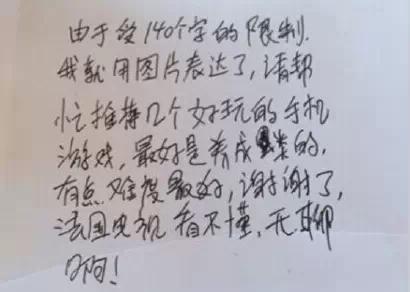 由于受140个字的限制.
我就用图片表达了,请帮
忙推荐几个好玩的手机
游戏,最好是养成类的,
有点难度最好,谢谢了,
法国电视看不懂,无聊
啊!